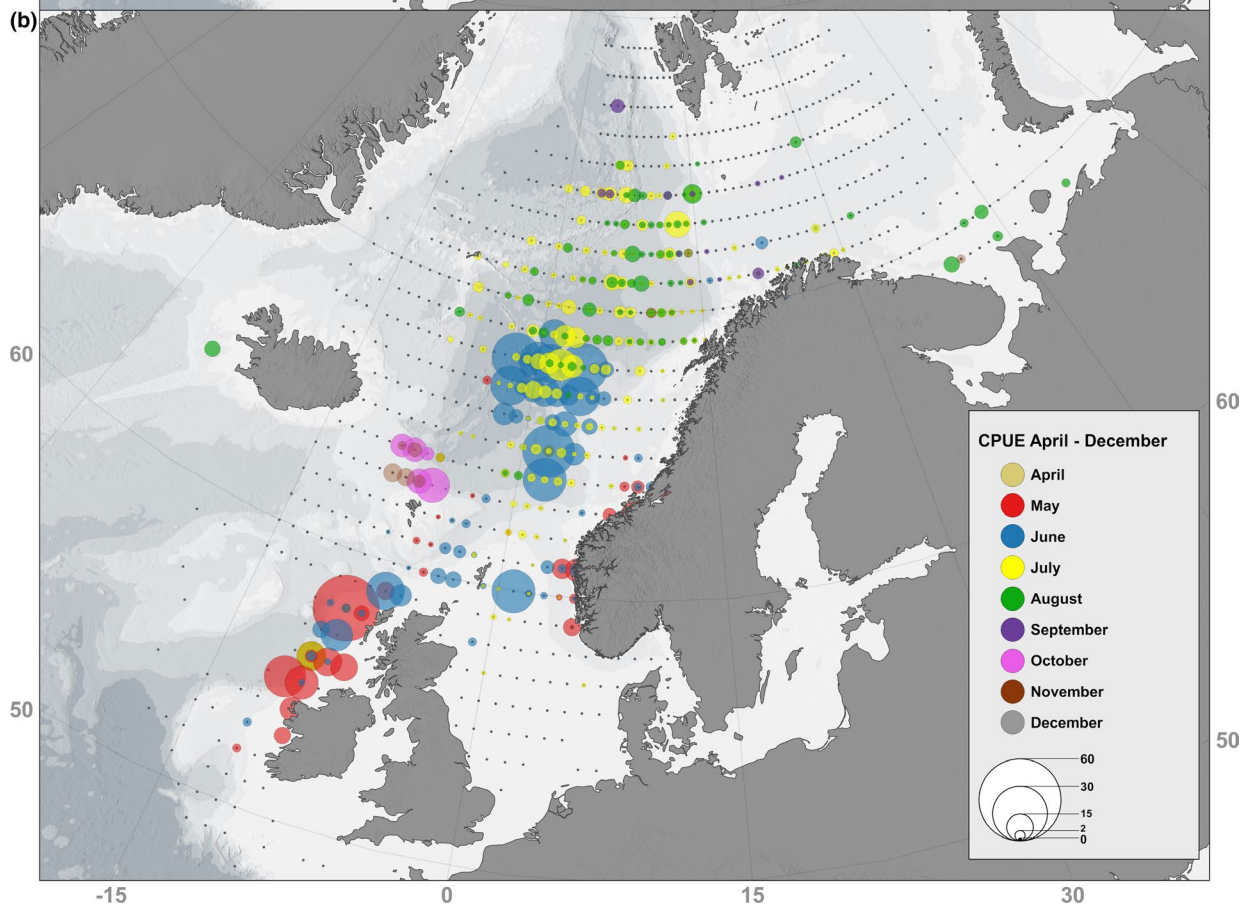 (b)
60
60
50
50
CPUE April - December
April
May
June
July
August
September
October
November
December
60
30
15
2
0
-15
0
15
30